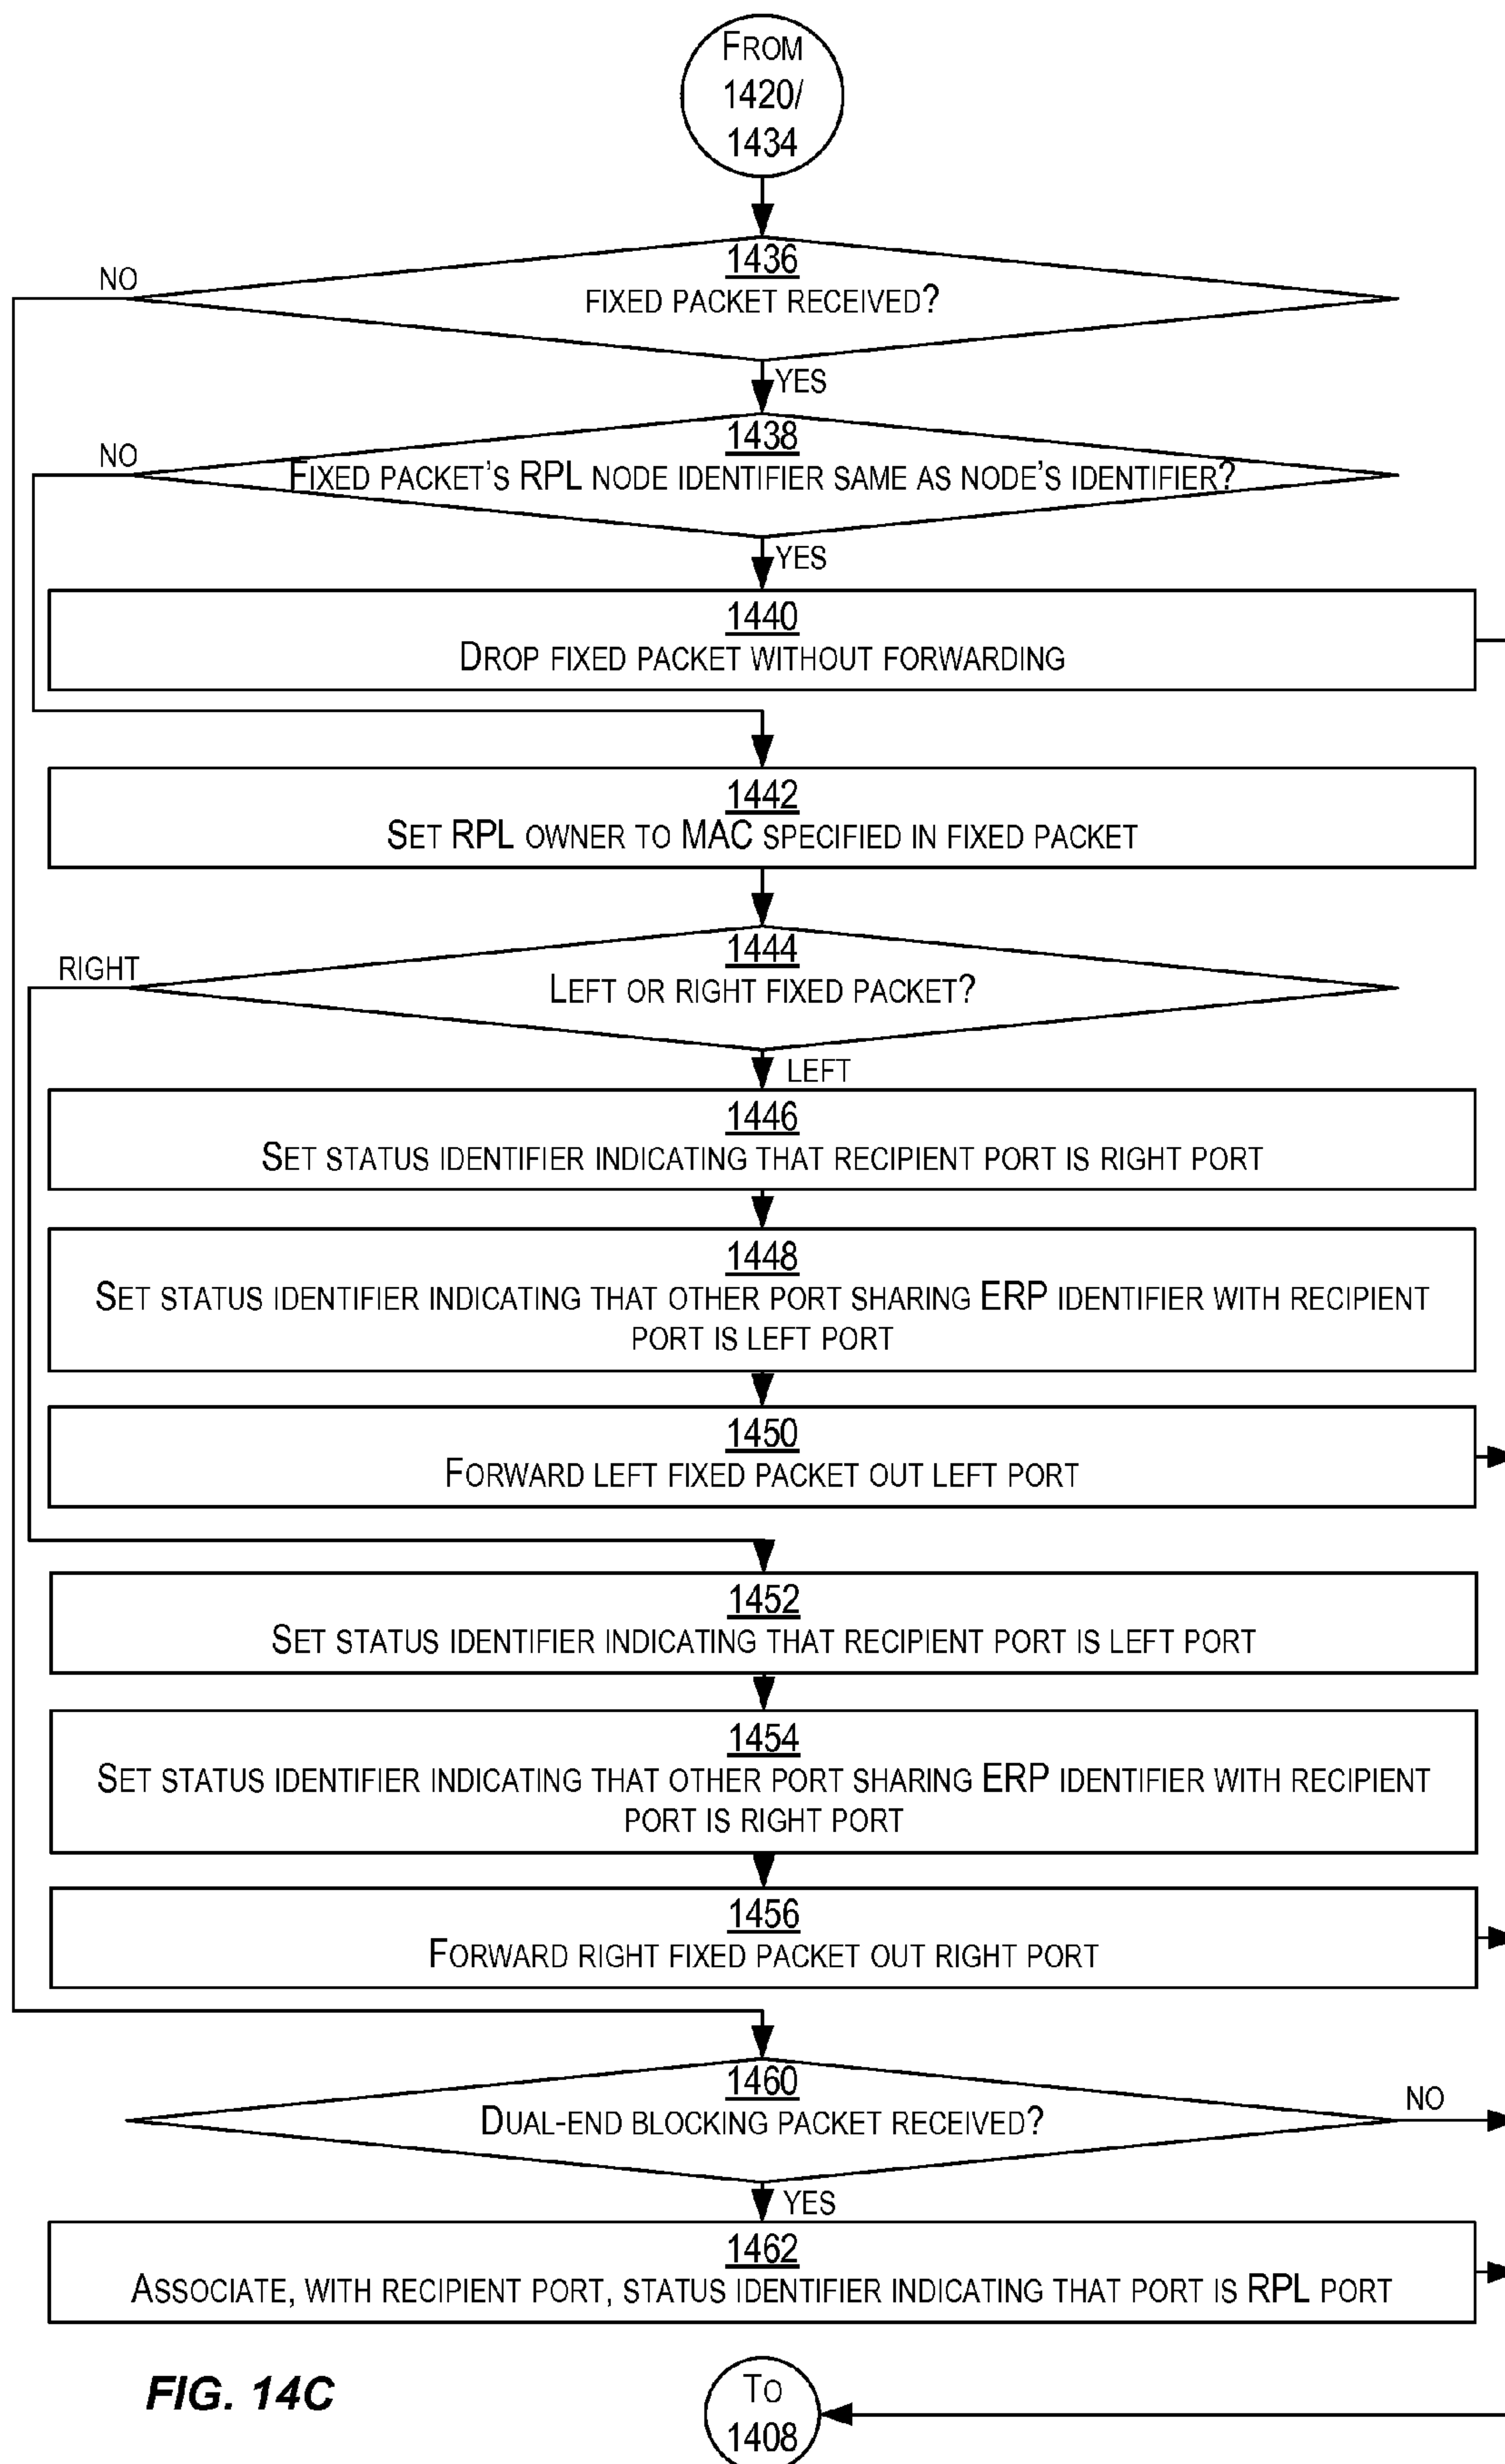 FROM
1420/
1434
1436
NO
FIXED PACKET RECEIVED?
YES
1438
NO
FIXED PACKET'S RPL NODE IDENTIFIER SAME AS NODE'S IDENTIFIER?
YES
1440
DROP FIXED PACKET WITHOUT FORWARDING
1442
SET RPL OWNER TO MAC SPECIFIED IN FIXED PACKET
1444
RIGHT
LEFT OR RIGHT FIXED PACKET?
LEFT
1446
SET STATUS IDENTIFIER INDICATING THAT RECIPIENT PORT IS RIGHT PORT
1448
SET STATUS IDENTIFIER INDICATING THAT OTHER PORT SHARING ERP IDENTIFIER WITH RECIPIENT
PORT IS LEFT PORT
1450
FORWARD LEFT FIXED PACKET OUT LEFT PORT
1452
SET STATUS IDENTIFIER INDICATING THAT RECIPIENT PORT IS LEFT PORT
1454
SET STATUS IDENTIFIER INDICATING THAT OTHER PORT SHARING ERP IDENTIFIER WITH RECIPIENT
PORT IS RIGHT PORT
1456
FORWARD RIGHT FIXED PACKET OUT RIGHT PORT
1460
DUAL-END BLOCKING PACKET RECEIVED?
NO
YES
1462
ASSOCIATE, WITH RECIPIENT PORT, STATUS IDENTIFIER INDICATING THAT PORT IS RPL PORT
FIG. 14C
TO
1408